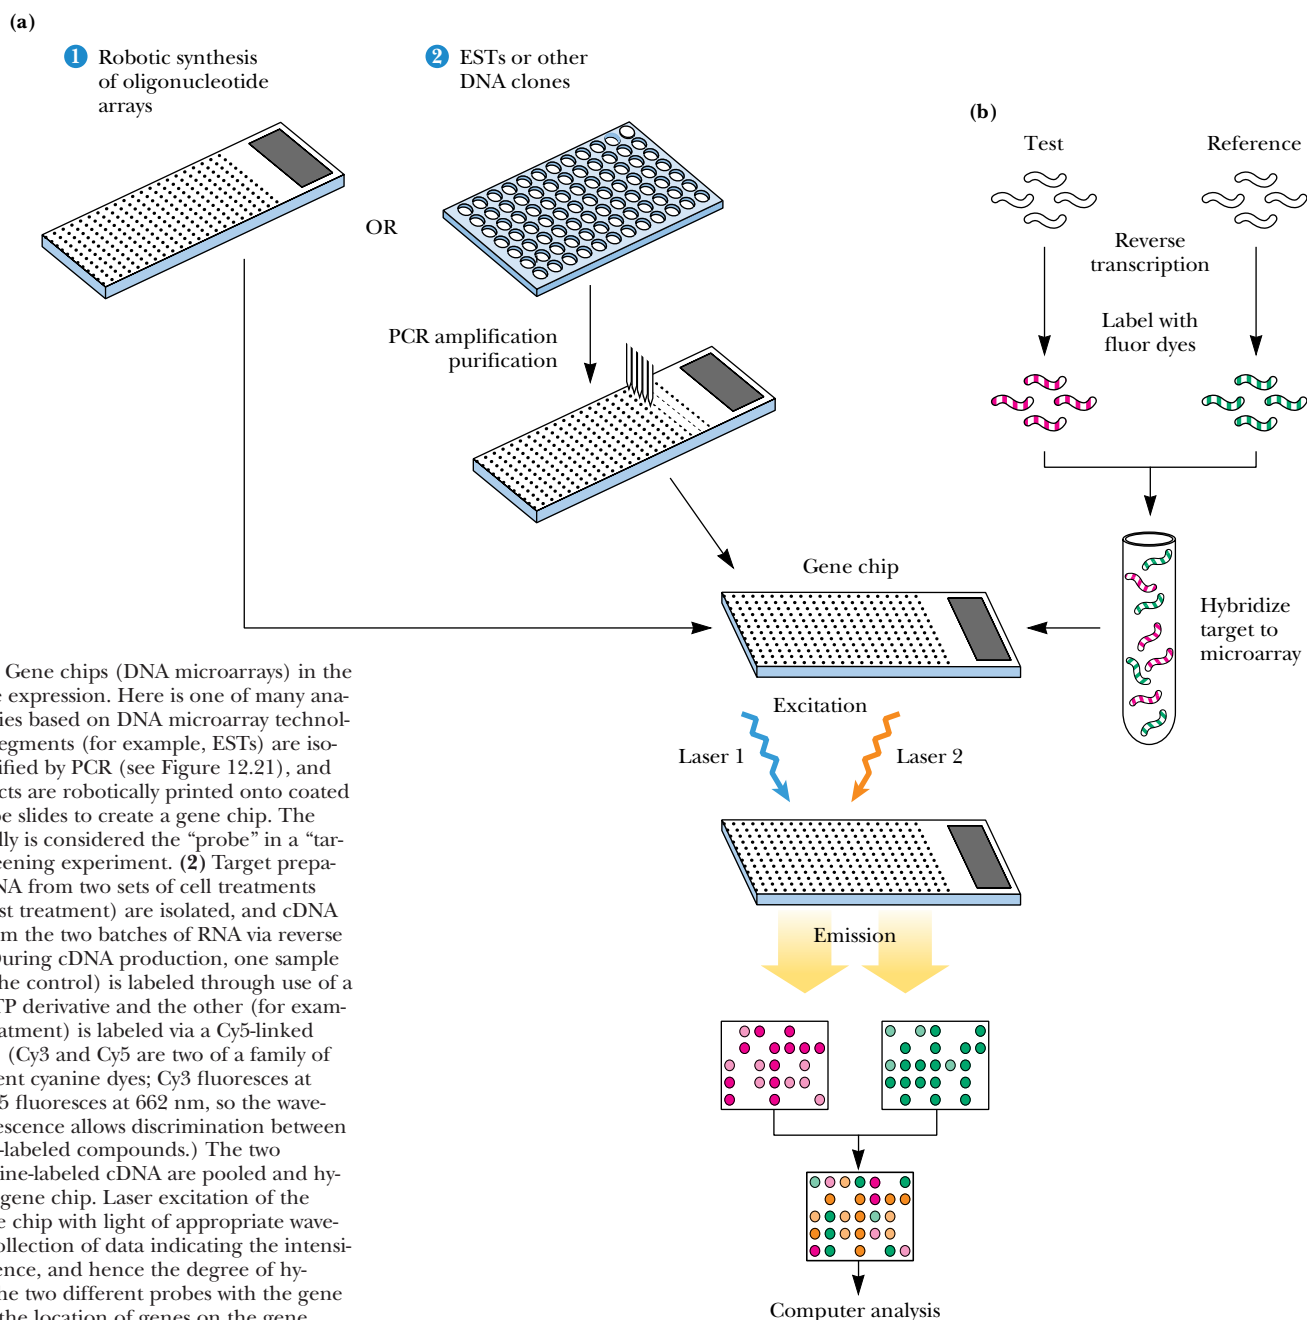 (a)
1 Robotic synthesis
of oligonucleotide
arrays
OR
2 ESTs or other
DNA clones
PCR amplification
purification
(b)
Test
Reference
Reverse
transcription
Label with
fluor dyes
Hybridize
target to
microarray
Gene chip
Excitation
Laser 1
Laser 2
Emission
Computer analysis
Gene chips (DNA microarrays) in the
e expression. Here is one of many ana-
ies based on DNA microarray technol-
egments (for example, ESTs) are iso-
ified by PCR (see Figure 12.21), and
cts are robotically printed onto coated
pe slides to create a gene chip. The
lly is considered the “probe” in a “tar-
eening experiment. (2) Target prepa-
NA from two sets of cell treatments
st treatment) are isolated, and cDNA
m the two batches of RNA via reverse
During cDNA production, one sample
he control) is labeled through use of a
TP derivative and the other (for exam-
atment) is labeled via a Cy5-linked
(Cy3 and Cy5 are two of a family of
ent cyanine dyes; Cy3 fluoresces at
5 fluoresces at 662 nm, so the wave-
escence allows discrimination between
-labeled compounds.) The two
ine-labeled cDNA are pooled and hy-
gene chip. Laser excitation of the
e chip with light of appropriate wave-
ollection of data indicating the intensi-
ence, and hence the degree of hy-
he two different probes with the gene
the location of genes on the gene